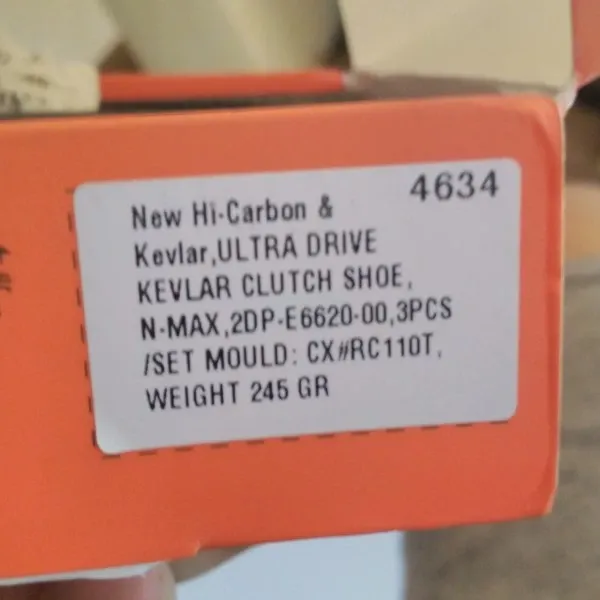 4634
New Hi-Carbon &
Kevlar,ULTRA DRIVE
KEVLAR CLUTCH SHOE,
N-MAX,2DP-E6620-00,3PCS
/SET MOULD: CX#RC110T,
WEIGHT 245 GR